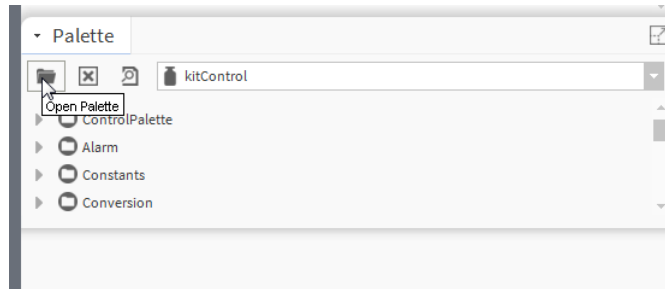 Palette
kitControl
Open Palette
ControlPalette
Alarm
Constants
Conversion